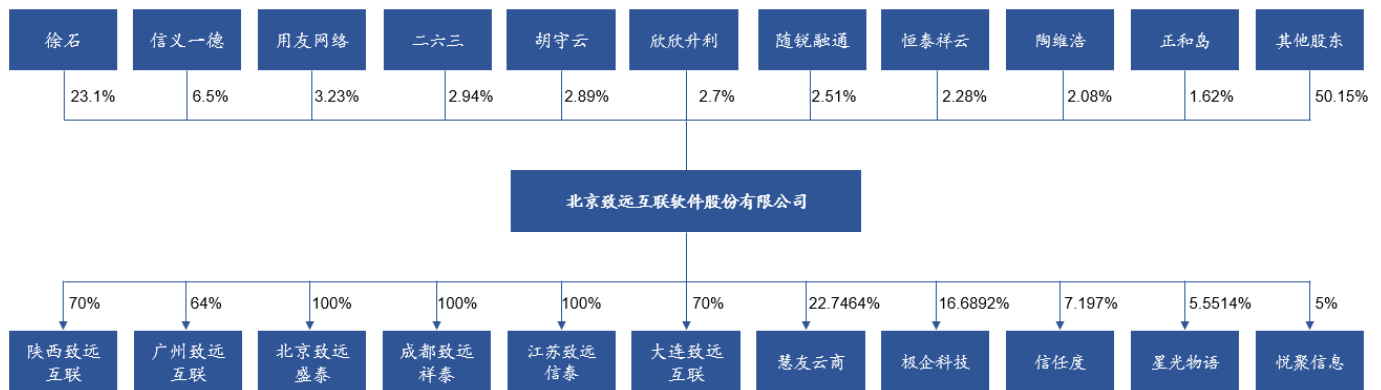 徐石 信义一德 用友网络 二六三 胡守云 欣欣升利 随锐融通 恒泰祥云 陶维浩 正和岛 其他股东
23.1% 6.5% 3.23% 2.94% 2.89% 2.7% 2.51% 2.28% 2.08% 1.62% 50.15%
北京致远互联软件股份有限公司
70% 64% 100% 100% 100% 70% 22.7464% 16.6892% 7.197% 5.5514% 5%
陕西致远 广州致远 北京致远 成都致远 江苏致远 大连致远 慧友云商 极企科技 信任度 星光物语 悦聚信息
互联 互联 盛泰 祥泰 信泰 互联